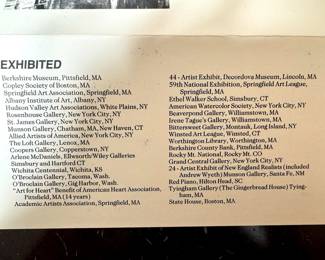 EXHIBITED
Berkshire Museum, Pittsfield, MA
Copley Society of Boston, MA
Springfield Art Association, Springfield, MA
Albany Institute of Art, Albany, NY
Hudson Valley Art Associations, White Plains, NY
Rosenhouse Gallery, New York City, NY
St. James Gallery, New York City, NY
Munson Gallery, Chatham, MA, New Haven, CT
Allied Artists of America, New York City, NY
The Loft Gallery, Lenox, MA
Coopers Gallery, Copperstown, NY
Arlene McDaniels, Ellsworth/Wiley Galleries
Simsbury and Hartford CT
Wichita Centennial, Wichita, KS
O'Broclain Gallery, Tacoma, Wash.
O'Broclain Gallery, Gig Harbor, Wash.
"Art for Heart" Benefit of American Heart Association,
Pittsfield, MA (14 years)
Academic Artists Association, Springfield, MA
44 - Artist Exhibit, Decordova Museum, Lincoln, MA
59th National Exhibition, Springfield Art League,
Springfield, MA
Ethel Walker School, Simsbury, CT
American Watercolor Society, New York City, NY
Beaverpond Gallery, Williamstown, MA
Irene Tague's Gallery, Williamstown, MA
Bittersweet Gallery, Montauk, Long Island, NY
Winsted Art League, Winsted, CT
Worthington Library, Worthington, MA
Berkshire County Bank, Pittsfield, MA
Rocky Mt. National, Rocky Mt. CO
Grand Central Gallery, New York City, NY
24 - Artist Exhibition of New England Realists (included
Andrew Wyeth) Munson Gallery, Santa Fe, NM
Red Piano, Hilton Head, SC
Tyingham Gallery (The Gingerbread House) Tying-
ham, MA
State House, Boston, MA